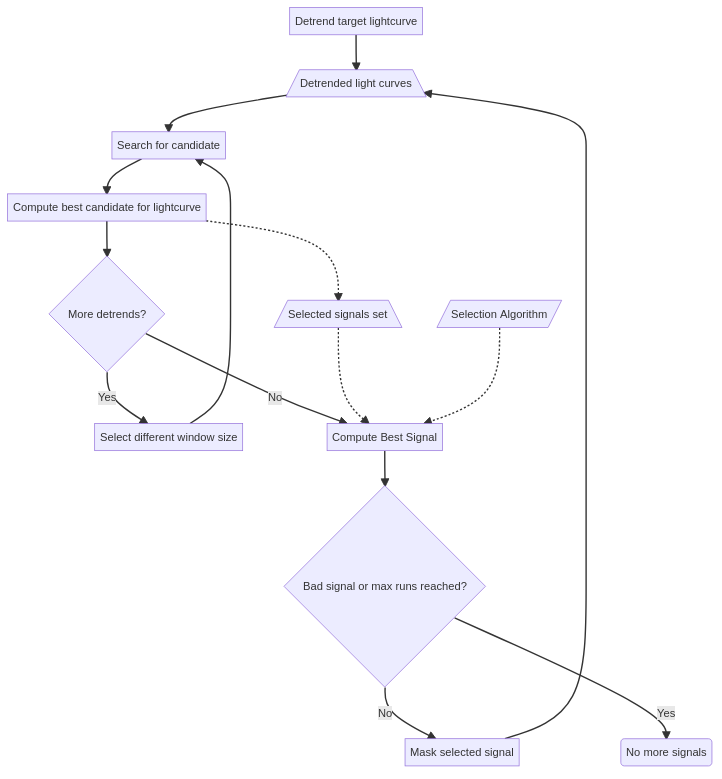 Detrend target lightcurve
Detrended light curves
Search for candidate
Compute best candidate for lightcurve
More detrends?
Selected signals set
Selection Algorithm
Yes
No
Select different window size
Compute Best Signal
Bad signal or max runs reached?
No
Yes
Mask selected signal
No more signals